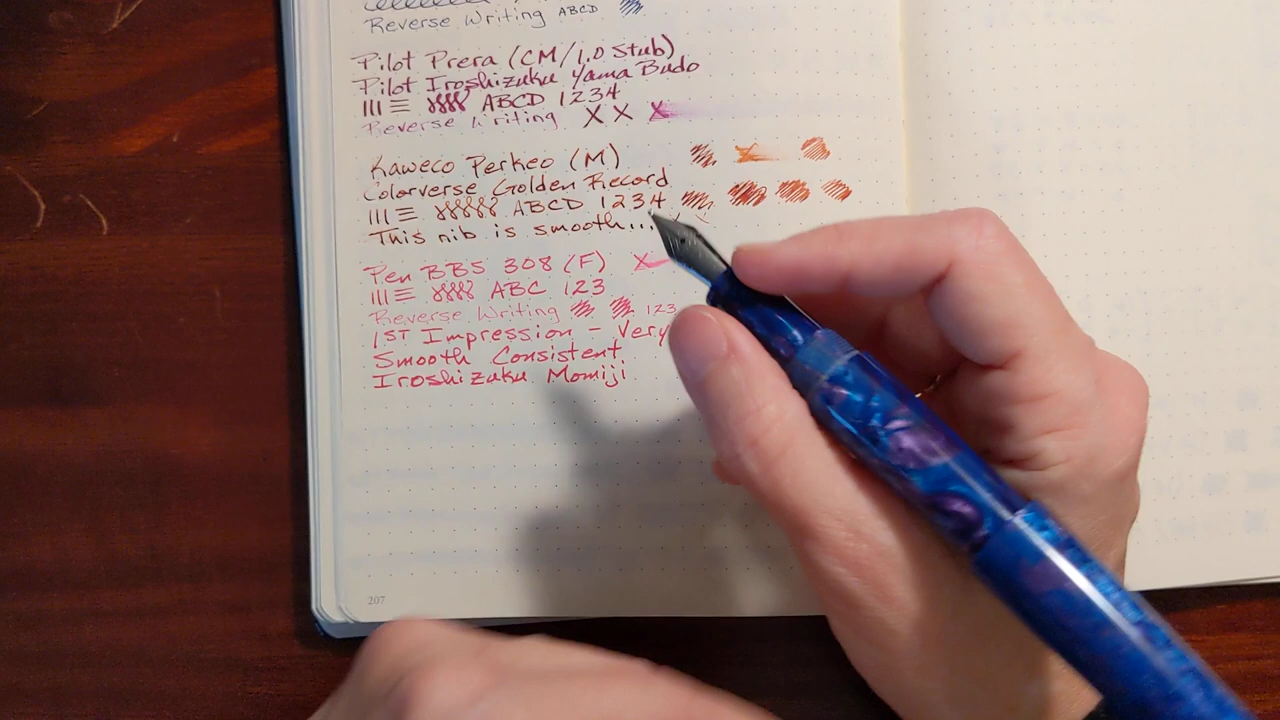 Reverse Writing ABCD
Pilot Prera (CM/1.0 Stub)
Pilot Iroshizuku Yama Budo
ABCD 1234
Reverse Writing X X X
Kaweco Perkeo (M) X
Colorverse Golden Record
ABCD 1234
This nib is smooth...
Pen BBS 308 (F) X
ABC 123
Reverse Writing 123
1ST Impression - Very
Smooth Consistent
Iroshizuku Momiji
207